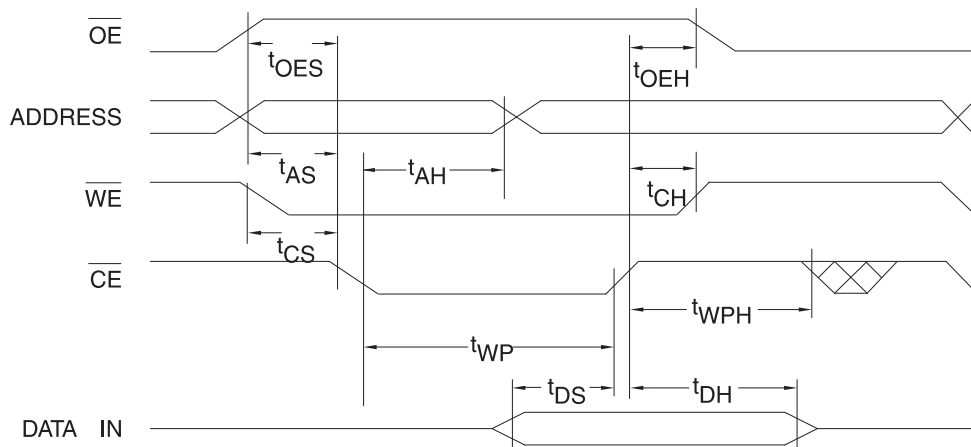 OE
tOES
tOEH
ADDRESS
tAS
tAH
WE
tCH
tCS
CE
tWPH
tWP
tDS
tDH
DATA IN